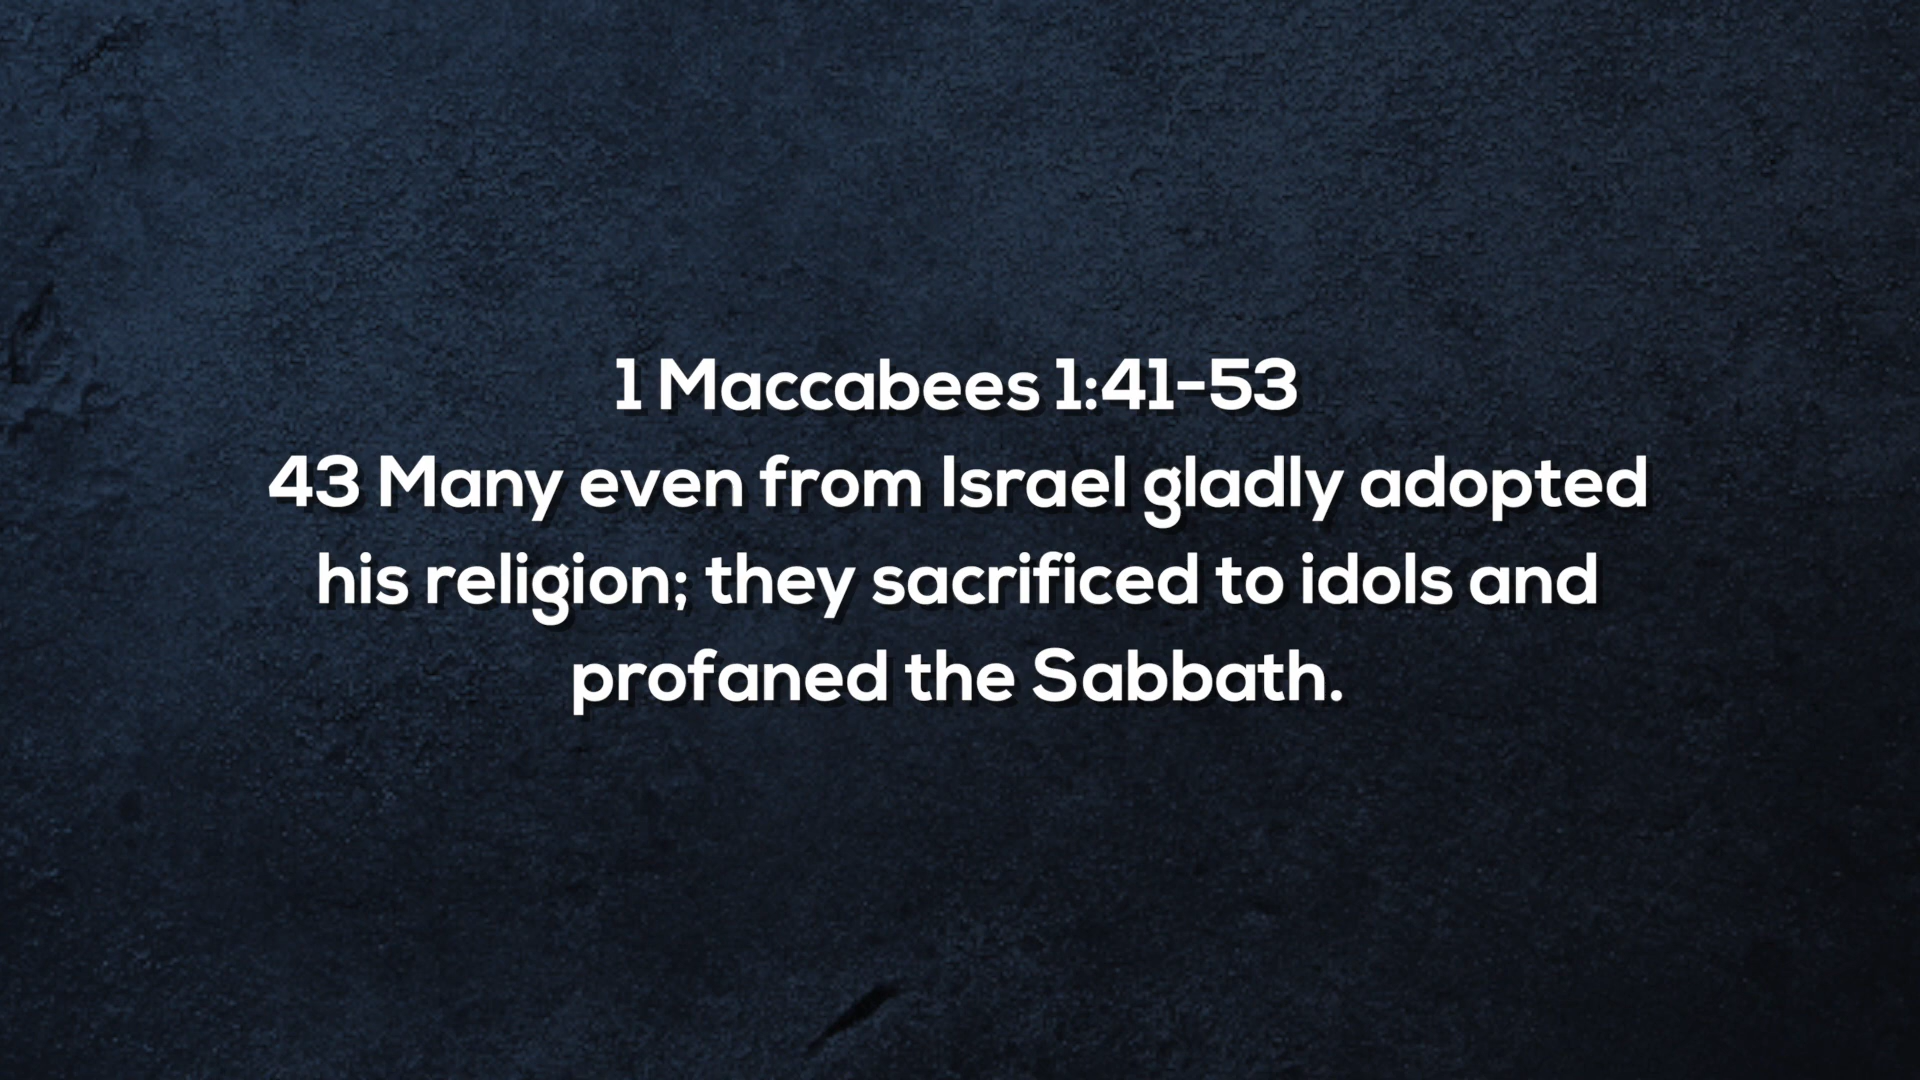 1 Maccabees 1:41-53
43 Many even from Israel gladly adopted
his religion; they sacrificed to idols and
profaned the Sabbath.